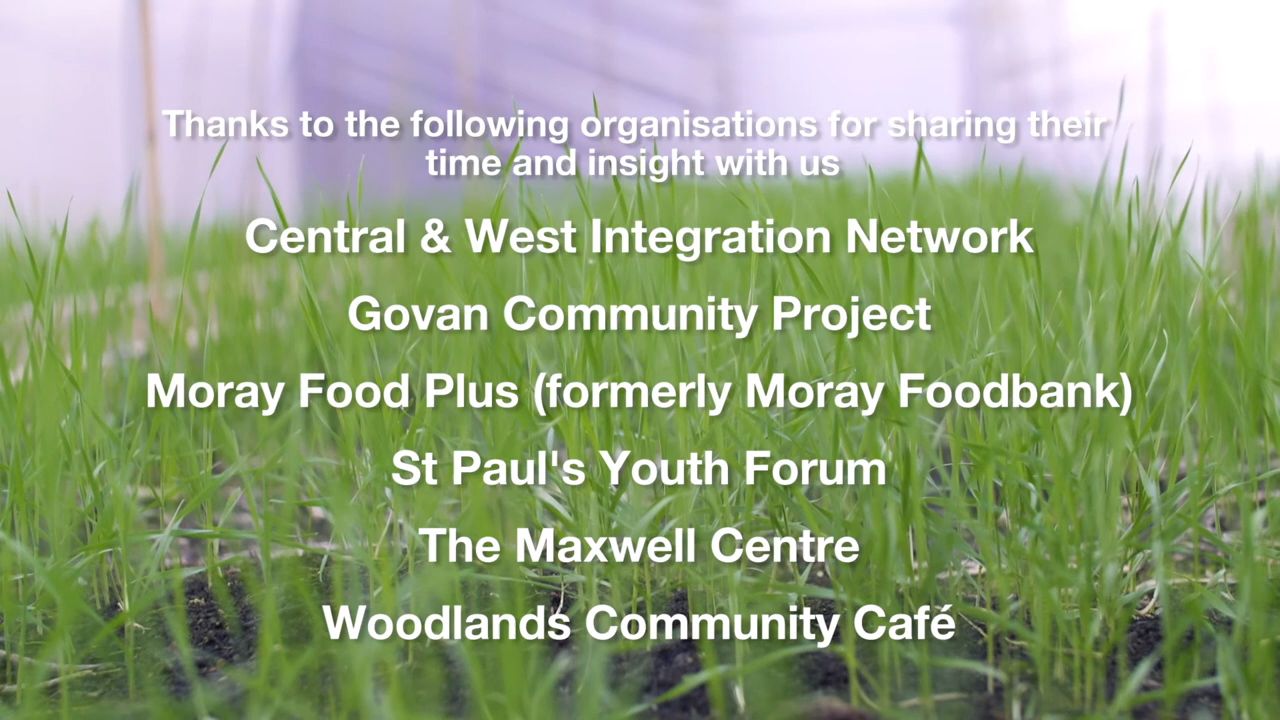 Thanks to the following organisations for sharing their
time and insight with us
Central & West Integration Network
Govan Community Project
Moray Food Plus (formerly Moray Foodbank)
St Paul's Youth Forum
The Maxwell Centre
Woodlands Community Café